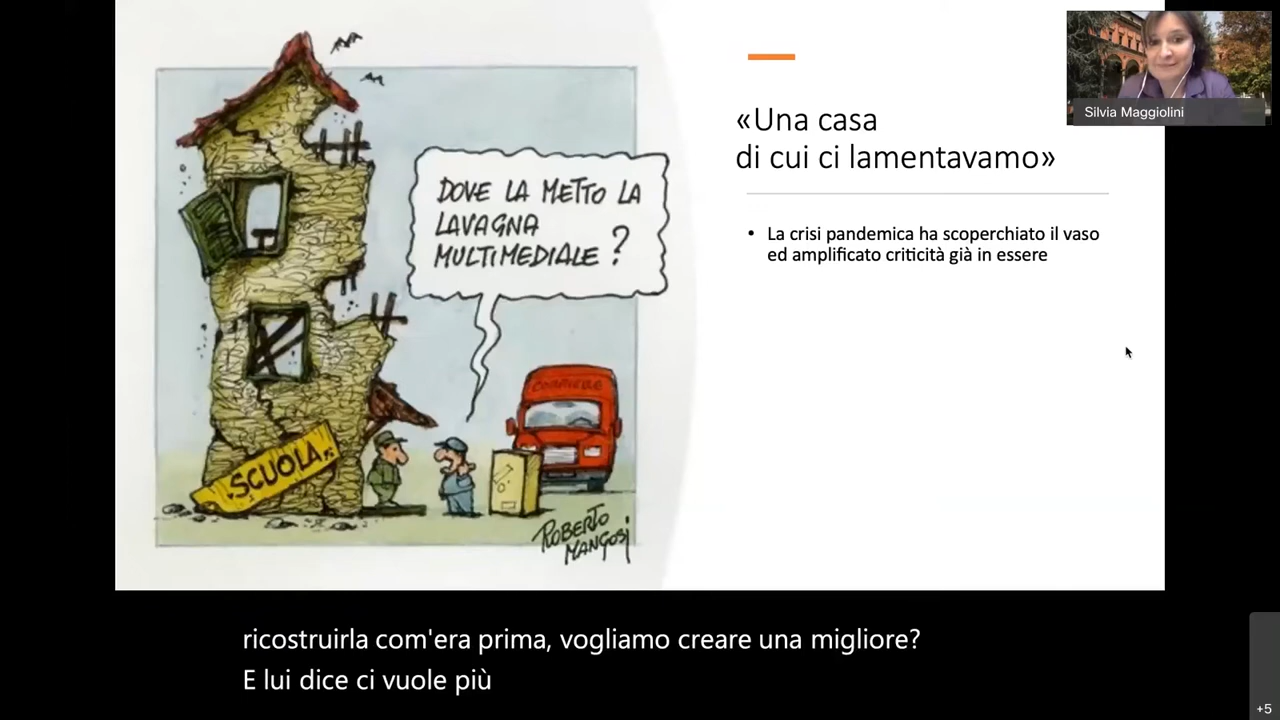 «Una casa
di cui ci lamentavamo»
• La crisi pandemica ha scoperchiato il vaso
ed amplificato criticità già in essere
DOVE LA METTO LA
LAVAGNA
MULTIMEDIALE ?
CORRIERE
SCUOLA
ROBERTO
MANGOSI
Silvia Maggiolini
ricostruirla com'era prima, vogliamo creare una migliore?
E lui dice ci vuole più
+5